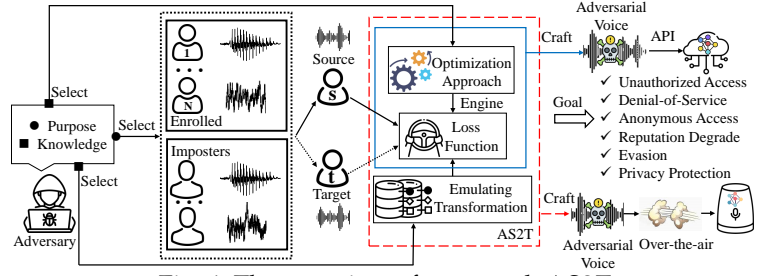 Adversarial
Voice
Source
Craft
API
1
Optimization
Approach
Select
N
Enrolled
s
Engine
Unauthorized Access
Denial-of-Service
Anonymous Access
Reputation Degrade
Evasion
Privacy Protection
Goal
Purpose
Knowledge
Select
Loss
Function
Imposters
Select
t
Target
Emulating
Transformation
Adversary
AS2T
Craft
Adversarial
Voice
Over-the-air